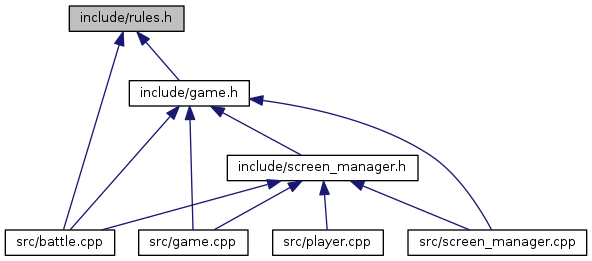 include/rules.h
include/game.h
include/screen_manager.h
src/battle.cpp
src/game.cpp
src/player.cpp
src/screen_manager.cpp